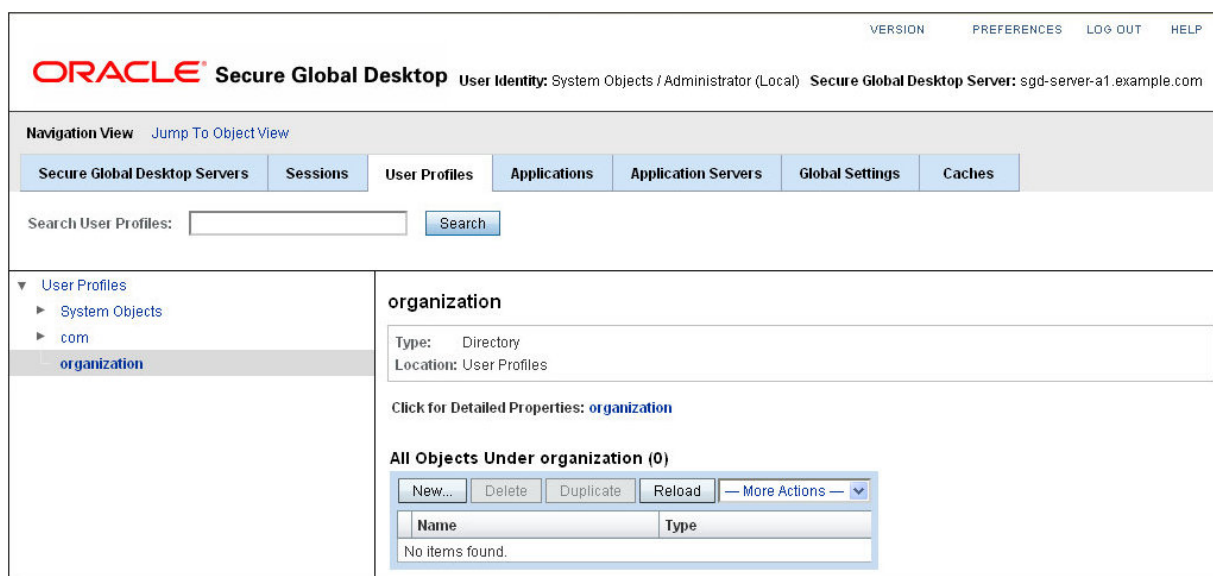 VERSION PREFERENCES LOG OUT HELP
ORACLE Secure Global Desktop User Identity: System Objects / Administrator (Local) Secure Global Desktop Server: sgd-server-a1.example.com
Navigation View Jump To Object View
Secure Global Desktop Servers Sessions User Profiles Applications Application Servers Global Settings Caches
Search User Profiles: Search
User Profiles
System Objects
com
organization
organization
Type: Directory
Location: User Profiles
Click for Detailed Properties: organization
All Objects Under organization (0)
New... Delete Duplicate Reload — More Actions —
Name Type
No items found.